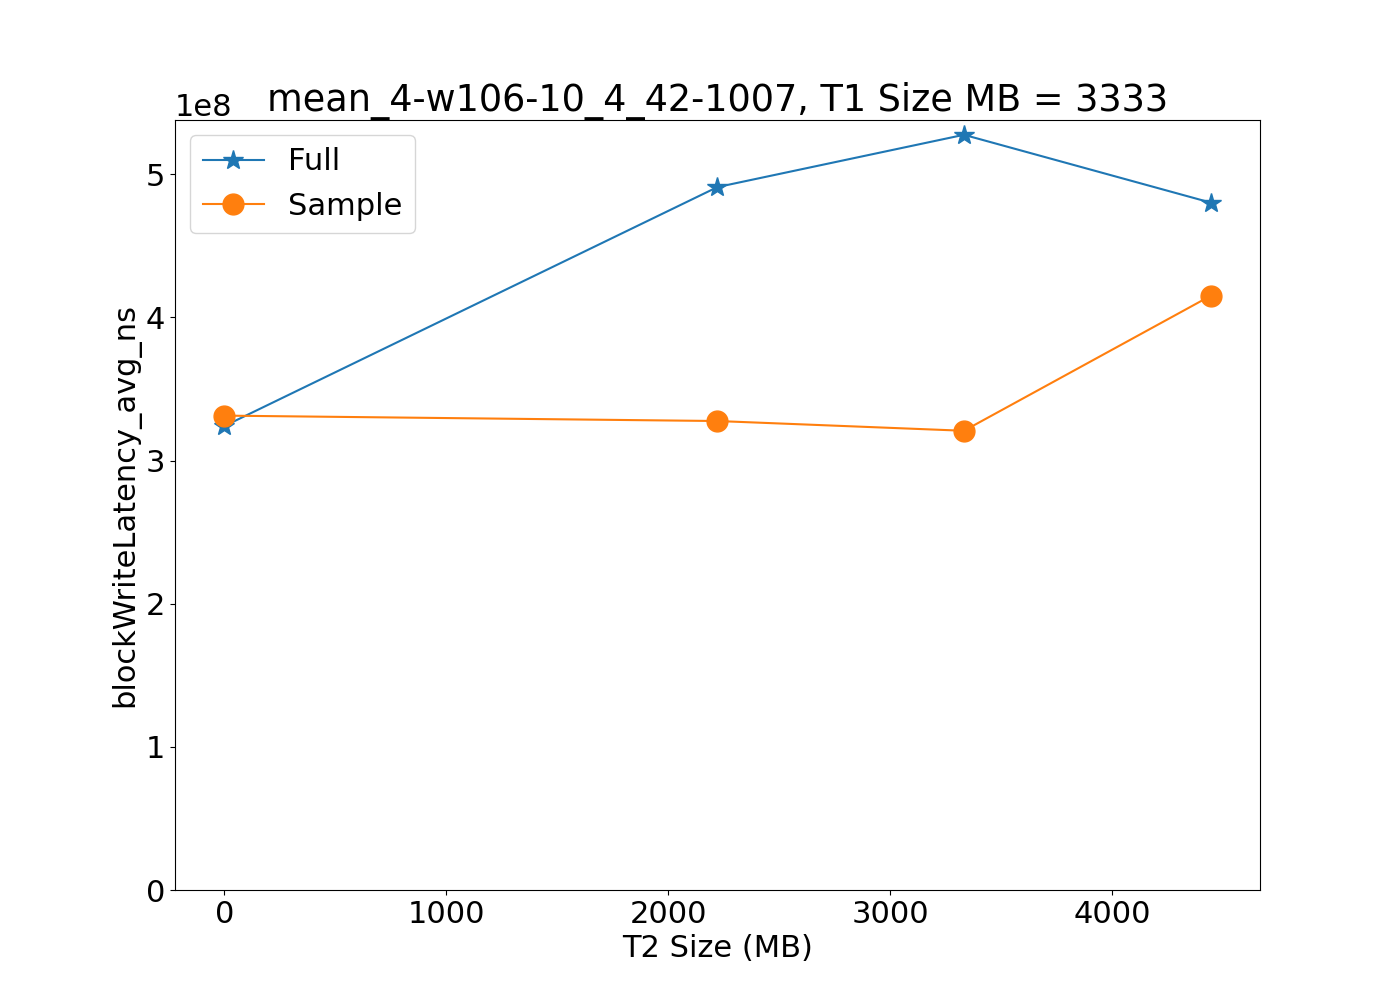 1e8
mean_4-w106-10_4_42-1007, T1 Size MB = 3333
Full
Sample
blockWriteLatency_avg_ns
5
4
3
2
1
0
0 1000 2000 3000 4000
T2 Size (MB)